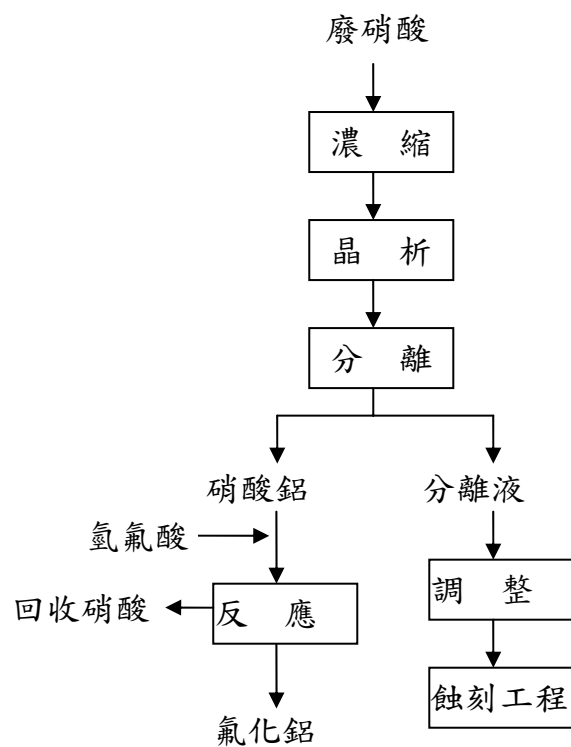 廢硝酸
濃 縮
晶 析
分 離
硝酸鋁
分離液
氫氟酸
調 整
回收硝酸
反 應
蝕刻工程
氟化鋁